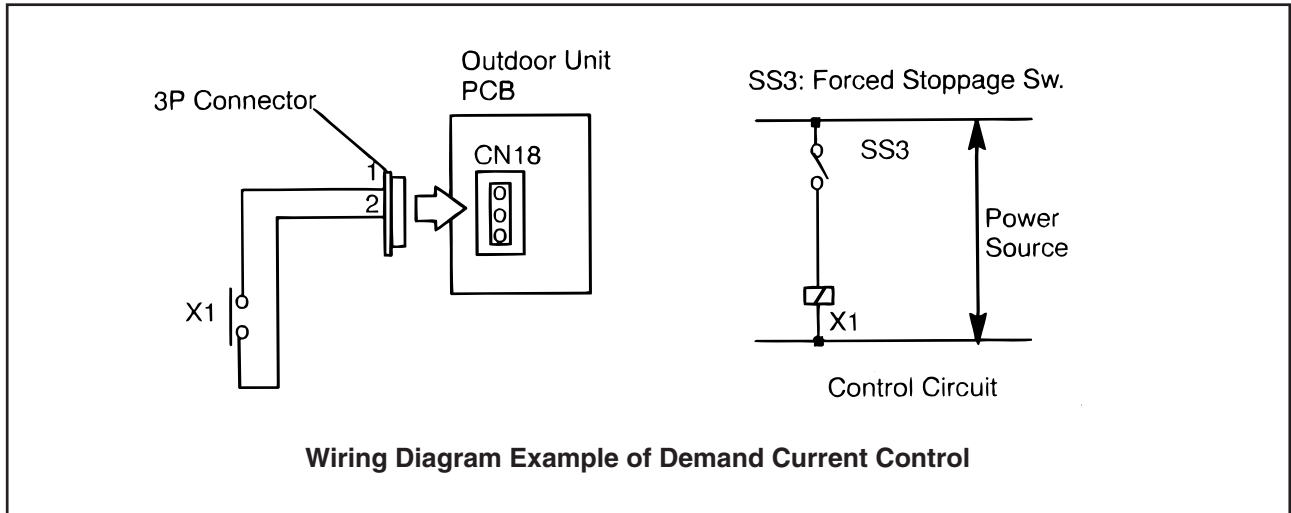 Outdoor Unit
PCB
3P Connector
CN18
1
2
X1
SS3: Forced Stoppage Sw.
SS3
Power
Source
X1
Control Circuit
Wiring Diagram Example of Demand Current Control